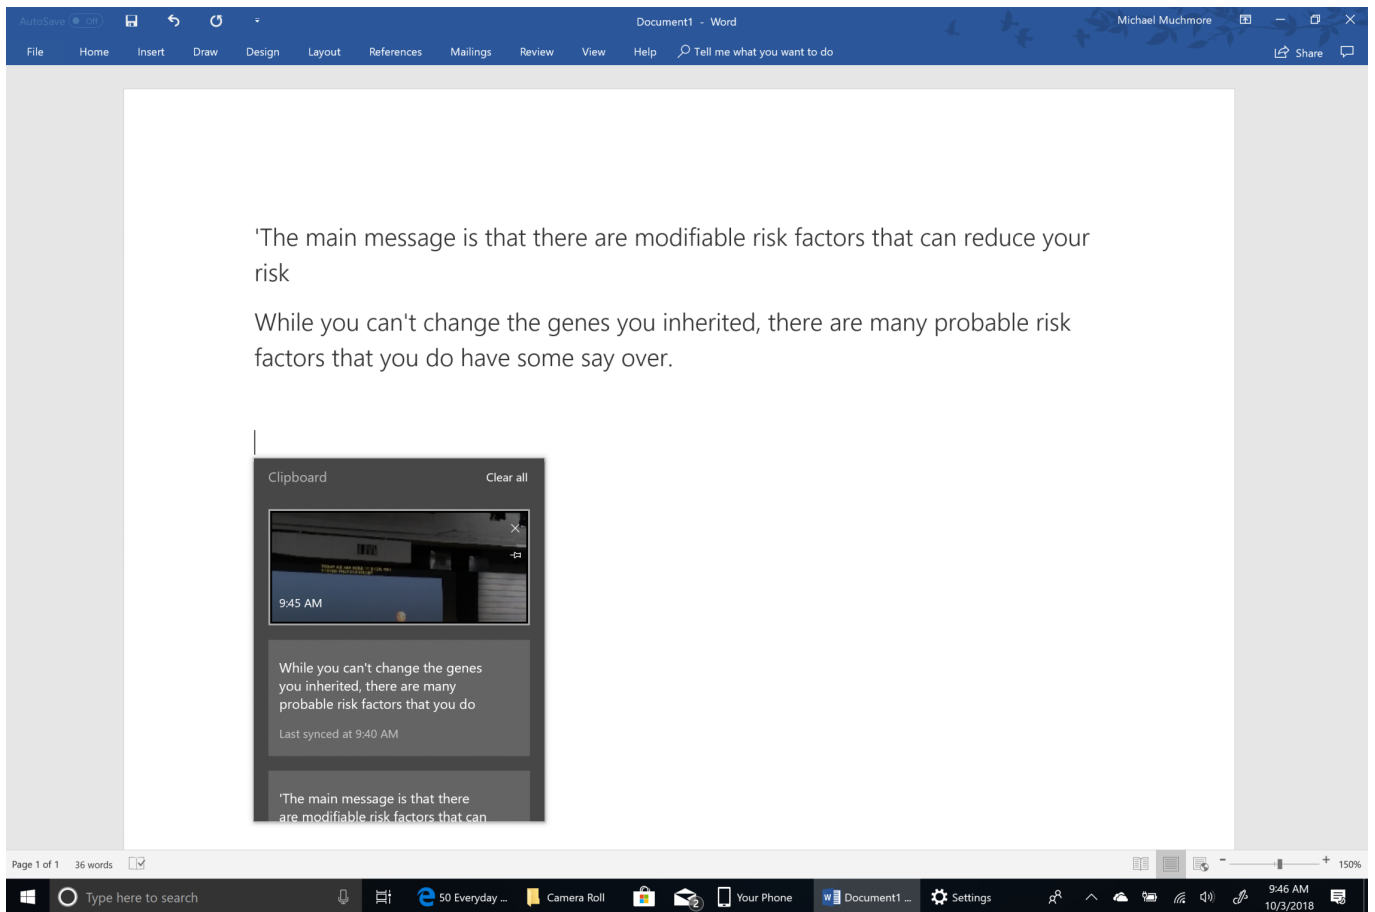 AutoSave Off
Document1 - Word
Michael Muchmore
File Home Insert Draw Design Layout References Mailings Review View Help Tell me what you want to do
Share
'The main message is that there are modifiable risk factors that can reduce your
risk
While you can't change the genes you inherited, there are many probable risk
factors that you do have some say over.
Clipboard Clear all
9:45 AM
While you can't change the genes
you inherited, there are many
probable risk factors that you do
Last synced at 9:40 AM
'The main message is that there
are modifiable risk factors that can
Page 1 of 1 36 words
150%
Type here to search
50 Everyday ...
Camera Roll
2
Your Phone
Document1 ...
Settings
9:46 AM
10/3/2018